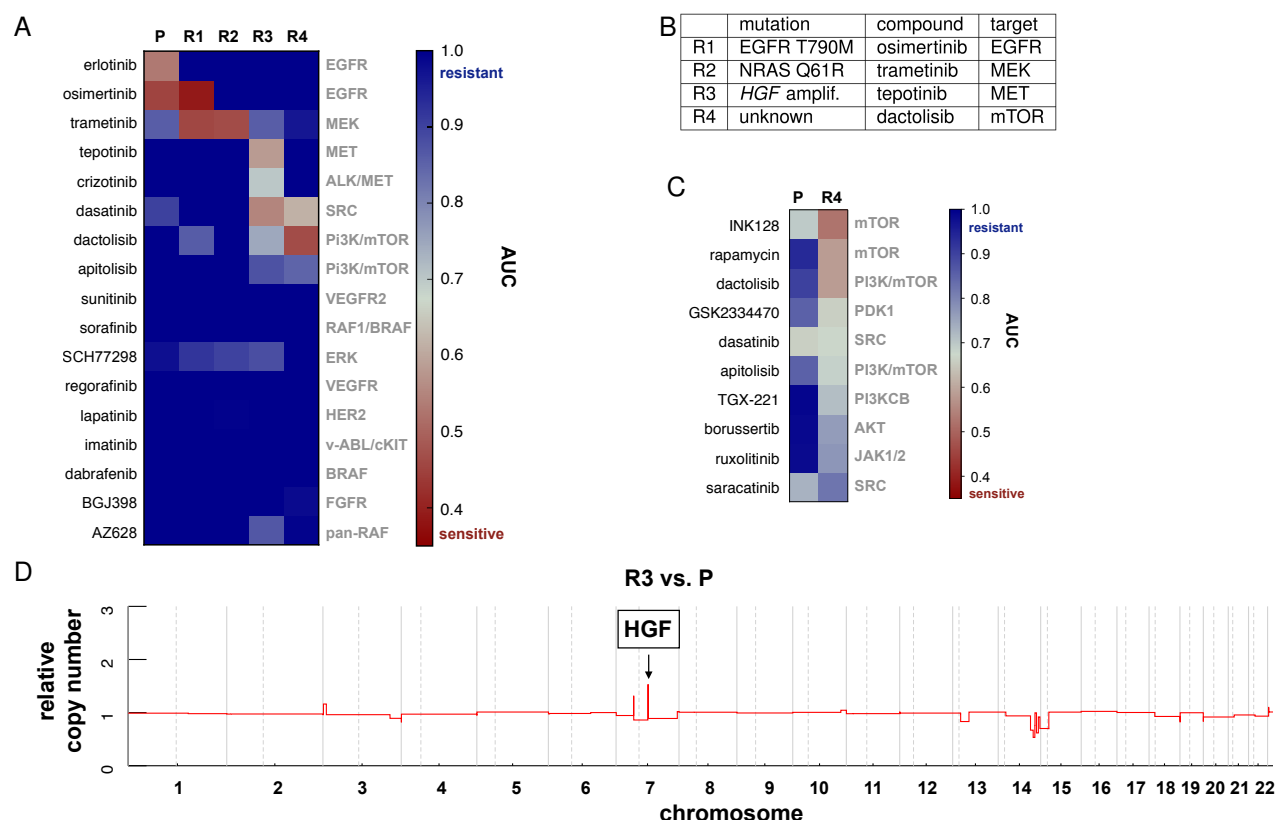 A
P R1 R2 R3 R4
erlotinib EGFR
osimertinib EGFR
trametinib MEK
tepotinib MET
crizotinib ALK/MET
dasatinib SRC
dactolisib Pi3K/mTOR
apitolisib Pi3K/mTOR
sunitinib VEGFR2
sorafinib RAF1/BRAF
SCH77298 ERK
regorafinib VEGFR
lapatinib HER2
imatinib v-ABL/cKIT
dabrafenib BRAF
BGJ398 FGFR
AZ628 pan-RAF
1.0
resistant
0.9
0.8
0.7
0.6
0.5
0.4
sensitive
AUC
B
mutation compound target
R1 EGFR T790M osimertinib EGFR
R2 NRAS Q61R trametinib MEK
R3 HGF amplif. tepotinib MET
R4 unknown dactolisib mTOR
C
P R4
INK128 mTOR
rapamycin mTOR
dactolisib PI3K/mTOR
GSK2334470 PDK1
dasatinib SRC
apitolisib PI3K/mTOR
TGX-221 PI3KCB
borussertib AKT
ruxolitinib JAK1/2
saracatinib SRC
1.0
resistant
0.9
0.8
0.7
0.6
0.5
0.4
sensitive
AUC
D
R3 vs. P
HGF
relative
copy number
3
2
1
0
1 2 3 4 5 6 7 8 9 10 11 12 13 14 15 16 17 18 19 20 21 22
chromosome